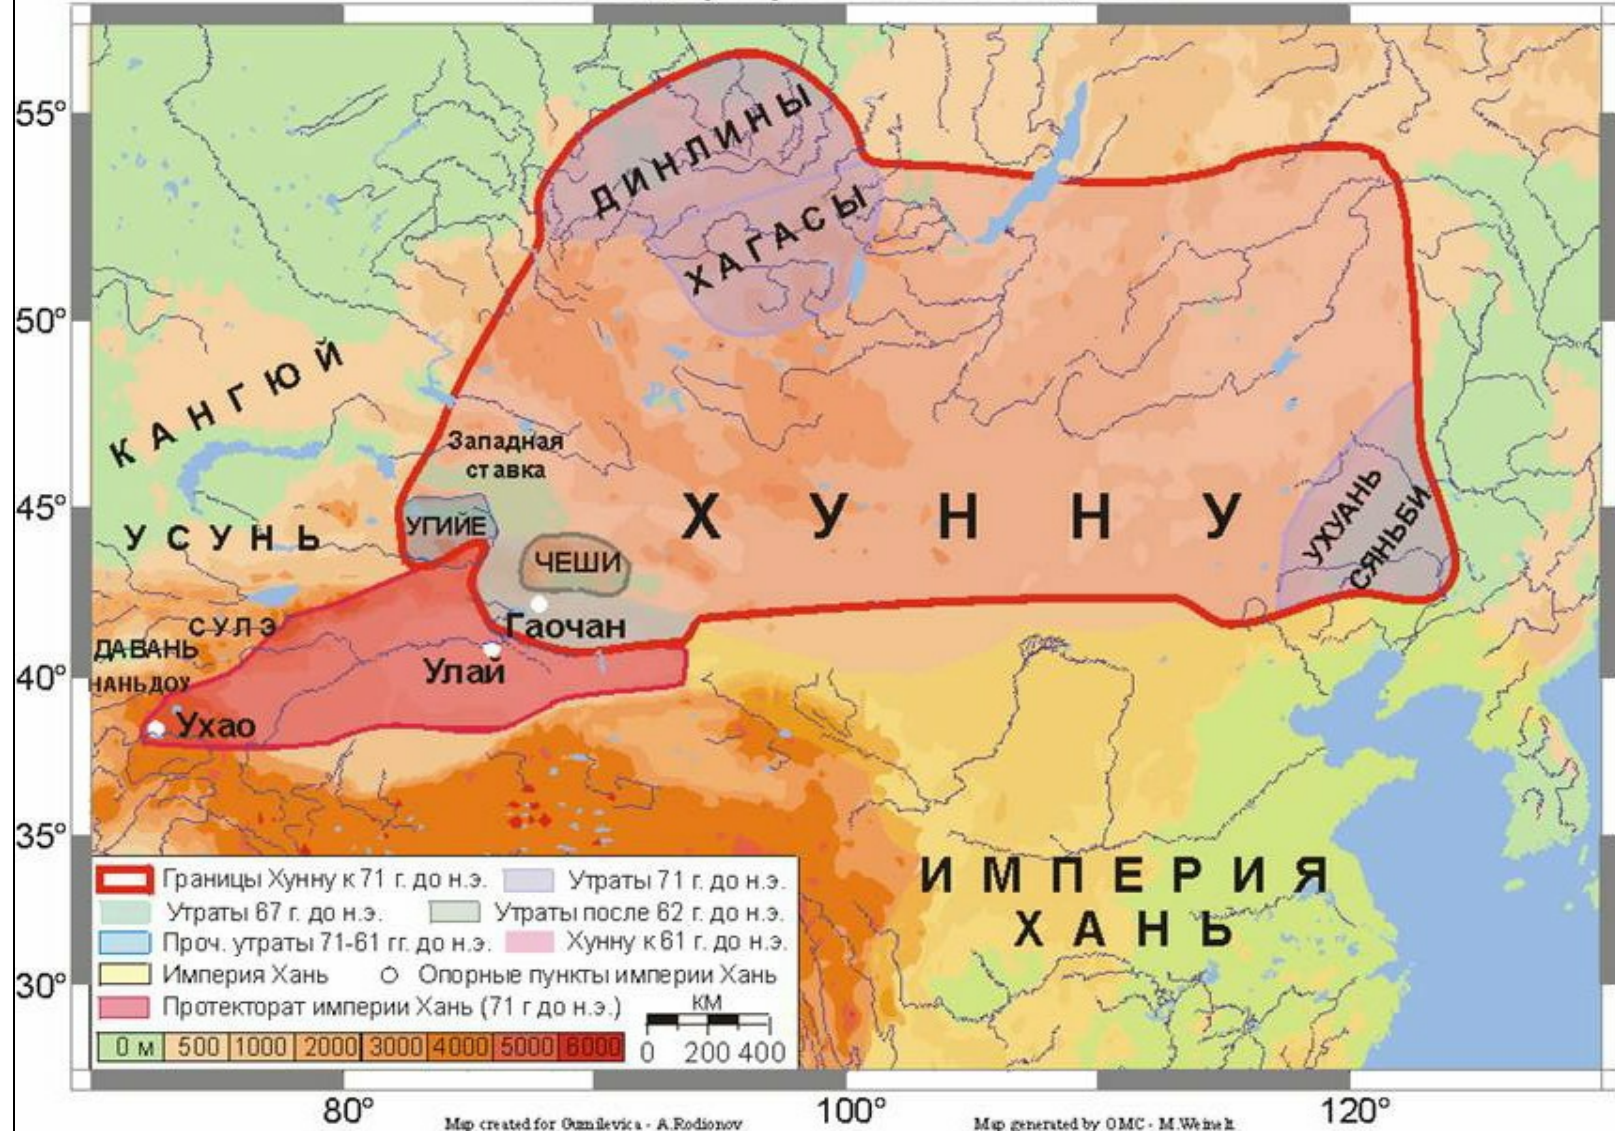 55°
50°
45°
40°
35°
30°
80°
100°
120°
ДИНЛИНЫ
ХАГАСЫ
КАНГЮЙ
Западная
ставка
УСУНЬ
УГИЙЕ
ЧЕШИ
ХУННУ
УХУАНЬ
СЯНЬБИ
СУЛЭ
ДАВАНЬ
НАНЬДОУ
Гаочан
Улай
Ухао
ИМПЕРИЯ
ХАНЬ
Границы Хунну к 71 г. до н.э.
Утраты 71 г. до н.э.
Утраты 67 г. до н.э.
Утраты после 62 г. до н.э.
Проч. утраты 71-61 гг. до н.э.
Хунну к 61 г. до н.э.
Империя Хань
Опорные пункты империи Хань
Протекторат империи Хань (71 г до н.э.)
0 м 500 1000 2000 3000 4000 5000 6000
км
0 200 400
Map created for Gumilevica - A.Rodionov
Map generated by OMC - M.Weinelt